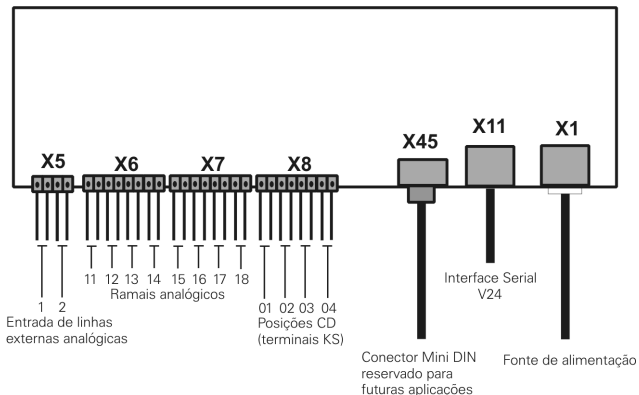 X5
X6
X7
X8
X45
X11
X1
1 2
Entrada de linhas
externas analógicas
11 12 13 14 15 16 17 18
Ramais analógicos
01 02 03 04
Posições CD
(terminais KS)
Interface Serial
V24
Conector Mini DIN
reservado para
futuras aplicações
Fonte de alimentação